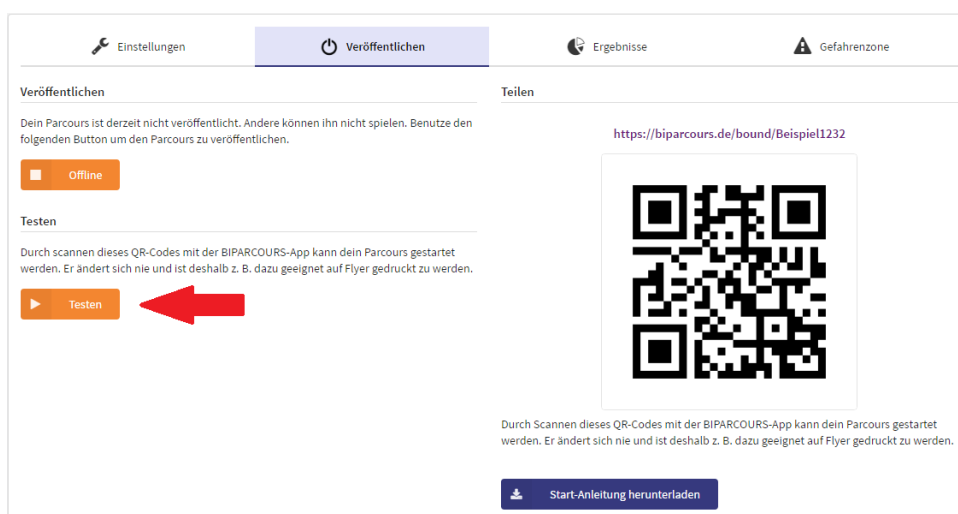 Einstellungen
Veröffentlichen
Ergebnisse
Gefahrenzone
Veröffentlichen
Dein Parcours ist derzeit nicht veröffentlicht. Andere können ihn nicht spielen. Benutze den
folgenden Button um den Parcours zu veröffentlichen.
Offline
Testen
Durch scannen dieses QR-Codes mit der BIPARCOURS-App kann dein Parcours gestartet
werden. Er ändert sich nie und ist deshalb z. B. dazu geeignet auf Flyer gedruckt zu werden.
Testen
Teilen
https://biparcours.de/bound/Beispiel1232
Durch Scannen dieses QR-Codes mit der BIPARCOURS-App kann dein Parcours gestartet
werden. Er ändert sich nie und ist deshalb z. B. dazu geeignet auf Flyer gedruckt zu werden.
Start-Anleitung herunterladen